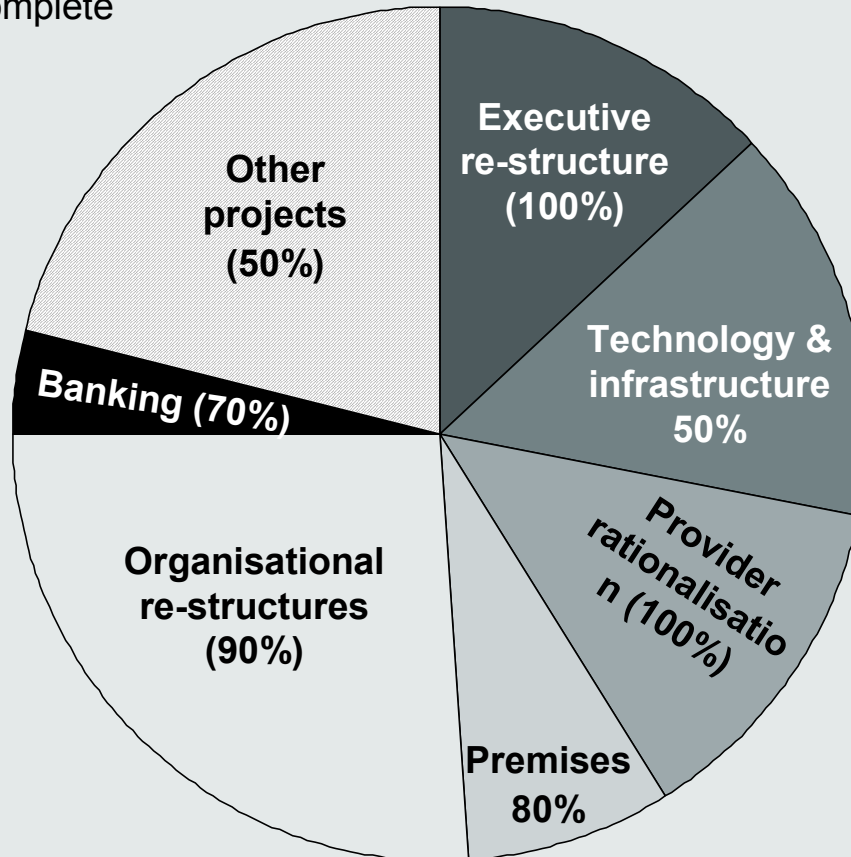 omplete
Executive
re-structure
(100%)
Other
projects
(50%)
Technology &
infrastructure
50%
Banking (70%)
Provider
rationalisatio
n (100%)
Organisational
re-structures
(90%)
Premises
80%